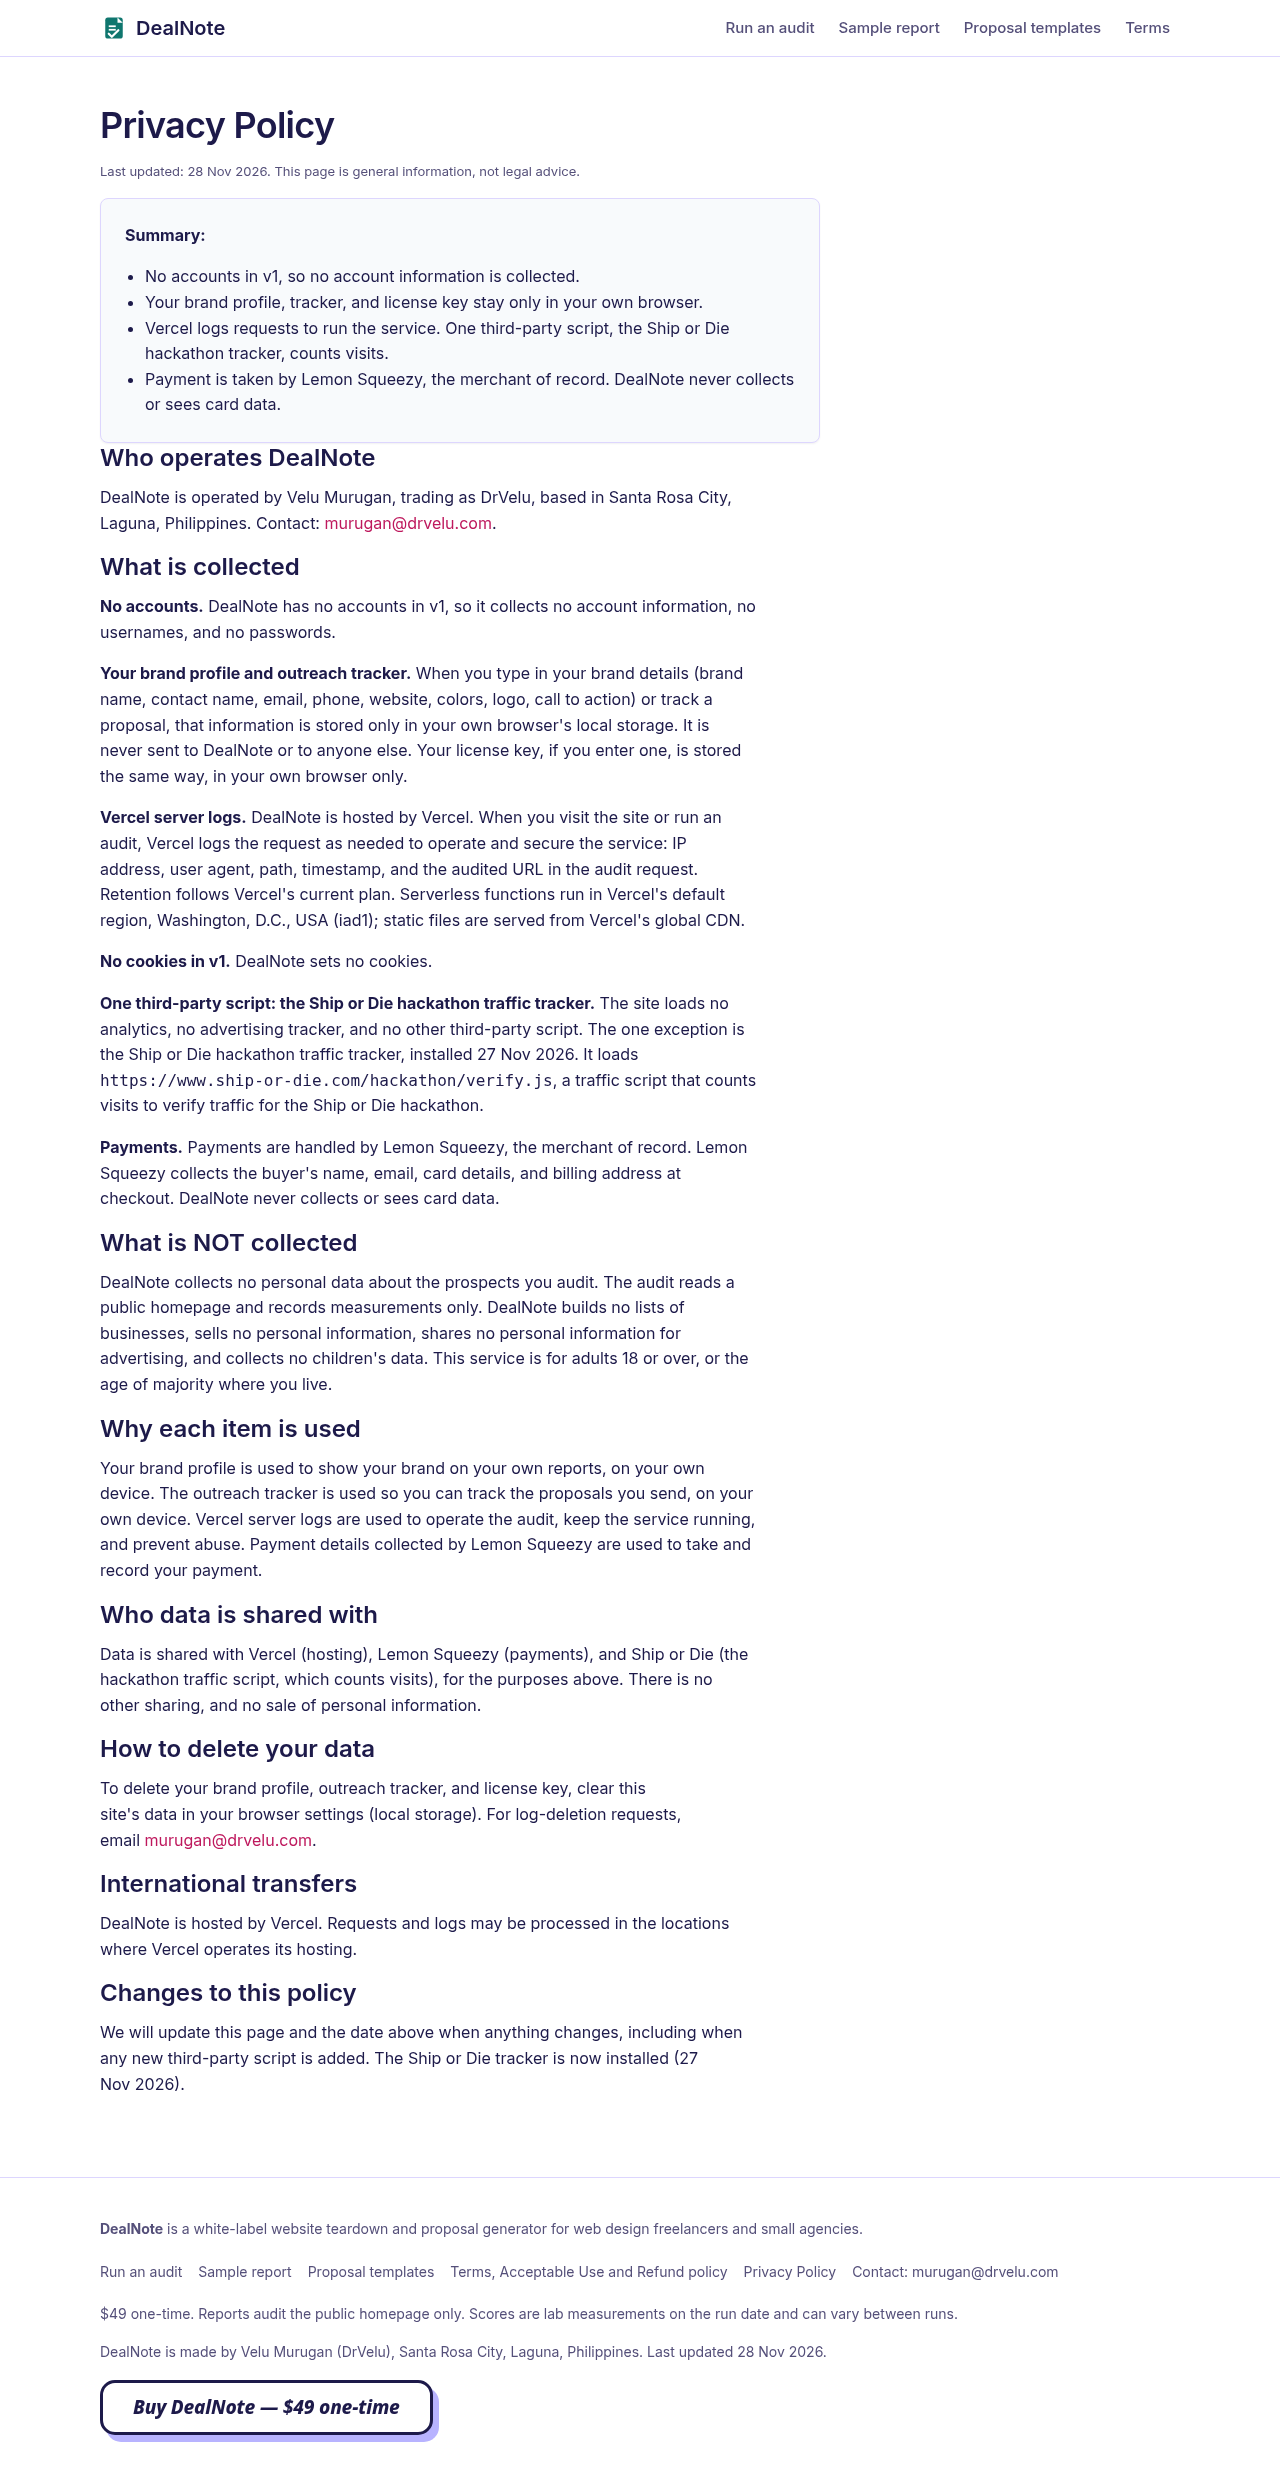 DealNote
Run an audit
Sample report
Proposal templates
Terms
Privacy Policy
Last updated: 28 Nov 2026. This page is general information, not legal advice.
Summary:
• No accounts in v1, so no account information is collected.
• Your brand profile, tracker, and license key stay only in your own browser.
• Vercel logs requests to run the service. One third-party script, the Ship or Die
hackathon tracker, counts visits.
• Payment is taken by Lemon Squeezy, the merchant of record. DealNote never collects
or sees card data.
Who operates DealNote
DealNote is operated by Velu Murugan, trading as DrVelu, based in Santa Rosa City,
Laguna, Philippines. Contact: murugan@drvelu.com.
What is collected
No accounts. DealNote has no accounts in v1, so it collects no account information, no
usernames, and no passwords.
Your brand profile and outreach tracker. When you type in your brand details (brand
name, contact name, email, phone, website, colors, logo, call to action) or track a
proposal, that information is stored only in your own browser's local storage. It is
never sent to DealNote or to anyone else. Your license key, if you enter one, is stored
the same way, in your own browser only.
Vercel server logs. DealNote is hosted by Vercel. When you visit the site or run an
audit, Vercel logs the request as needed to operate and secure the service: IP
address, user agent, path, timestamp, and the audited URL in the audit request.
Retention follows Vercel's current plan. Serverless functions run in Vercel's default
region, Washington, D.C., USA (iad1); static files are served from Vercel's global CDN.
No cookies in v1. DealNote sets no cookies.
One third-party script: the Ship or Die hackathon traffic tracker. The site loads no
analytics, no advertising tracker, and no other third-party script. The one exception is
the Ship or Die hackathon traffic tracker, installed 27 Nov 2026. It loads
https://www.ship-or-die.com/hackathon/verify.js, a traffic script that counts
visits to verify traffic for the Ship or Die hackathon.
Payments. Payments are handled by Lemon Squeezy, the merchant of record. Lemon
Squeezy collects the buyer's name, email, card details, and billing address at
checkout. DealNote never collects or sees card data.
What is NOT collected
DealNote collects no personal data about the prospects you audit. The audit reads a
public homepage and records measurements only. DealNote builds no lists of
businesses, sells no personal information, shares no personal information for
advertising, and collects no children's data. This service is for adults 18 or over, or the
age of majority where you live.
Why each item is used
Your brand profile is used to show your brand on your own reports, on your own
device. The outreach tracker is used so you can track the proposals you send, on your
own device. Vercel server logs are used to operate the audit, keep the service running,
and prevent abuse. Payment details collected by Lemon Squeezy are used to take and
record your payment.
Who data is shared with
Data is shared with Vercel (hosting), Lemon Squeezy (payments), and Ship or Die (the
hackathon traffic script, which counts visits), for the purposes above. There is no
other sharing, and no sale of personal information.
How to delete your data
To delete your brand profile, outreach tracker, and license key, clear this
site's data in your browser settings (local storage). For log-deletion requests,
email murugan@drvelu.com.
International transfers
DealNote is hosted by Vercel. Requests and logs may be processed in the locations
where Vercel operates its hosting.
Changes to this policy
We will update this page and the date above when anything changes, including when
any new third-party script is added. The Ship or Die tracker is now installed (27
Nov 2026).
DealNote is a white-label website teardown and proposal generator for web design freelancers and small agencies.
Run an audit
Sample report
Proposal templates
Terms, Acceptable Use and Refund policy
Privacy Policy
Contact: murugan@drvelu.com
$49 one-time. Reports audit the public homepage only. Scores are lab measurements on the run date and can vary between runs.
DealNote is made by Velu Murugan (DrVelu), Santa Rosa City, Laguna, Philippines. Last updated 28 Nov 2026.
Buy DealNote — $49 one-time